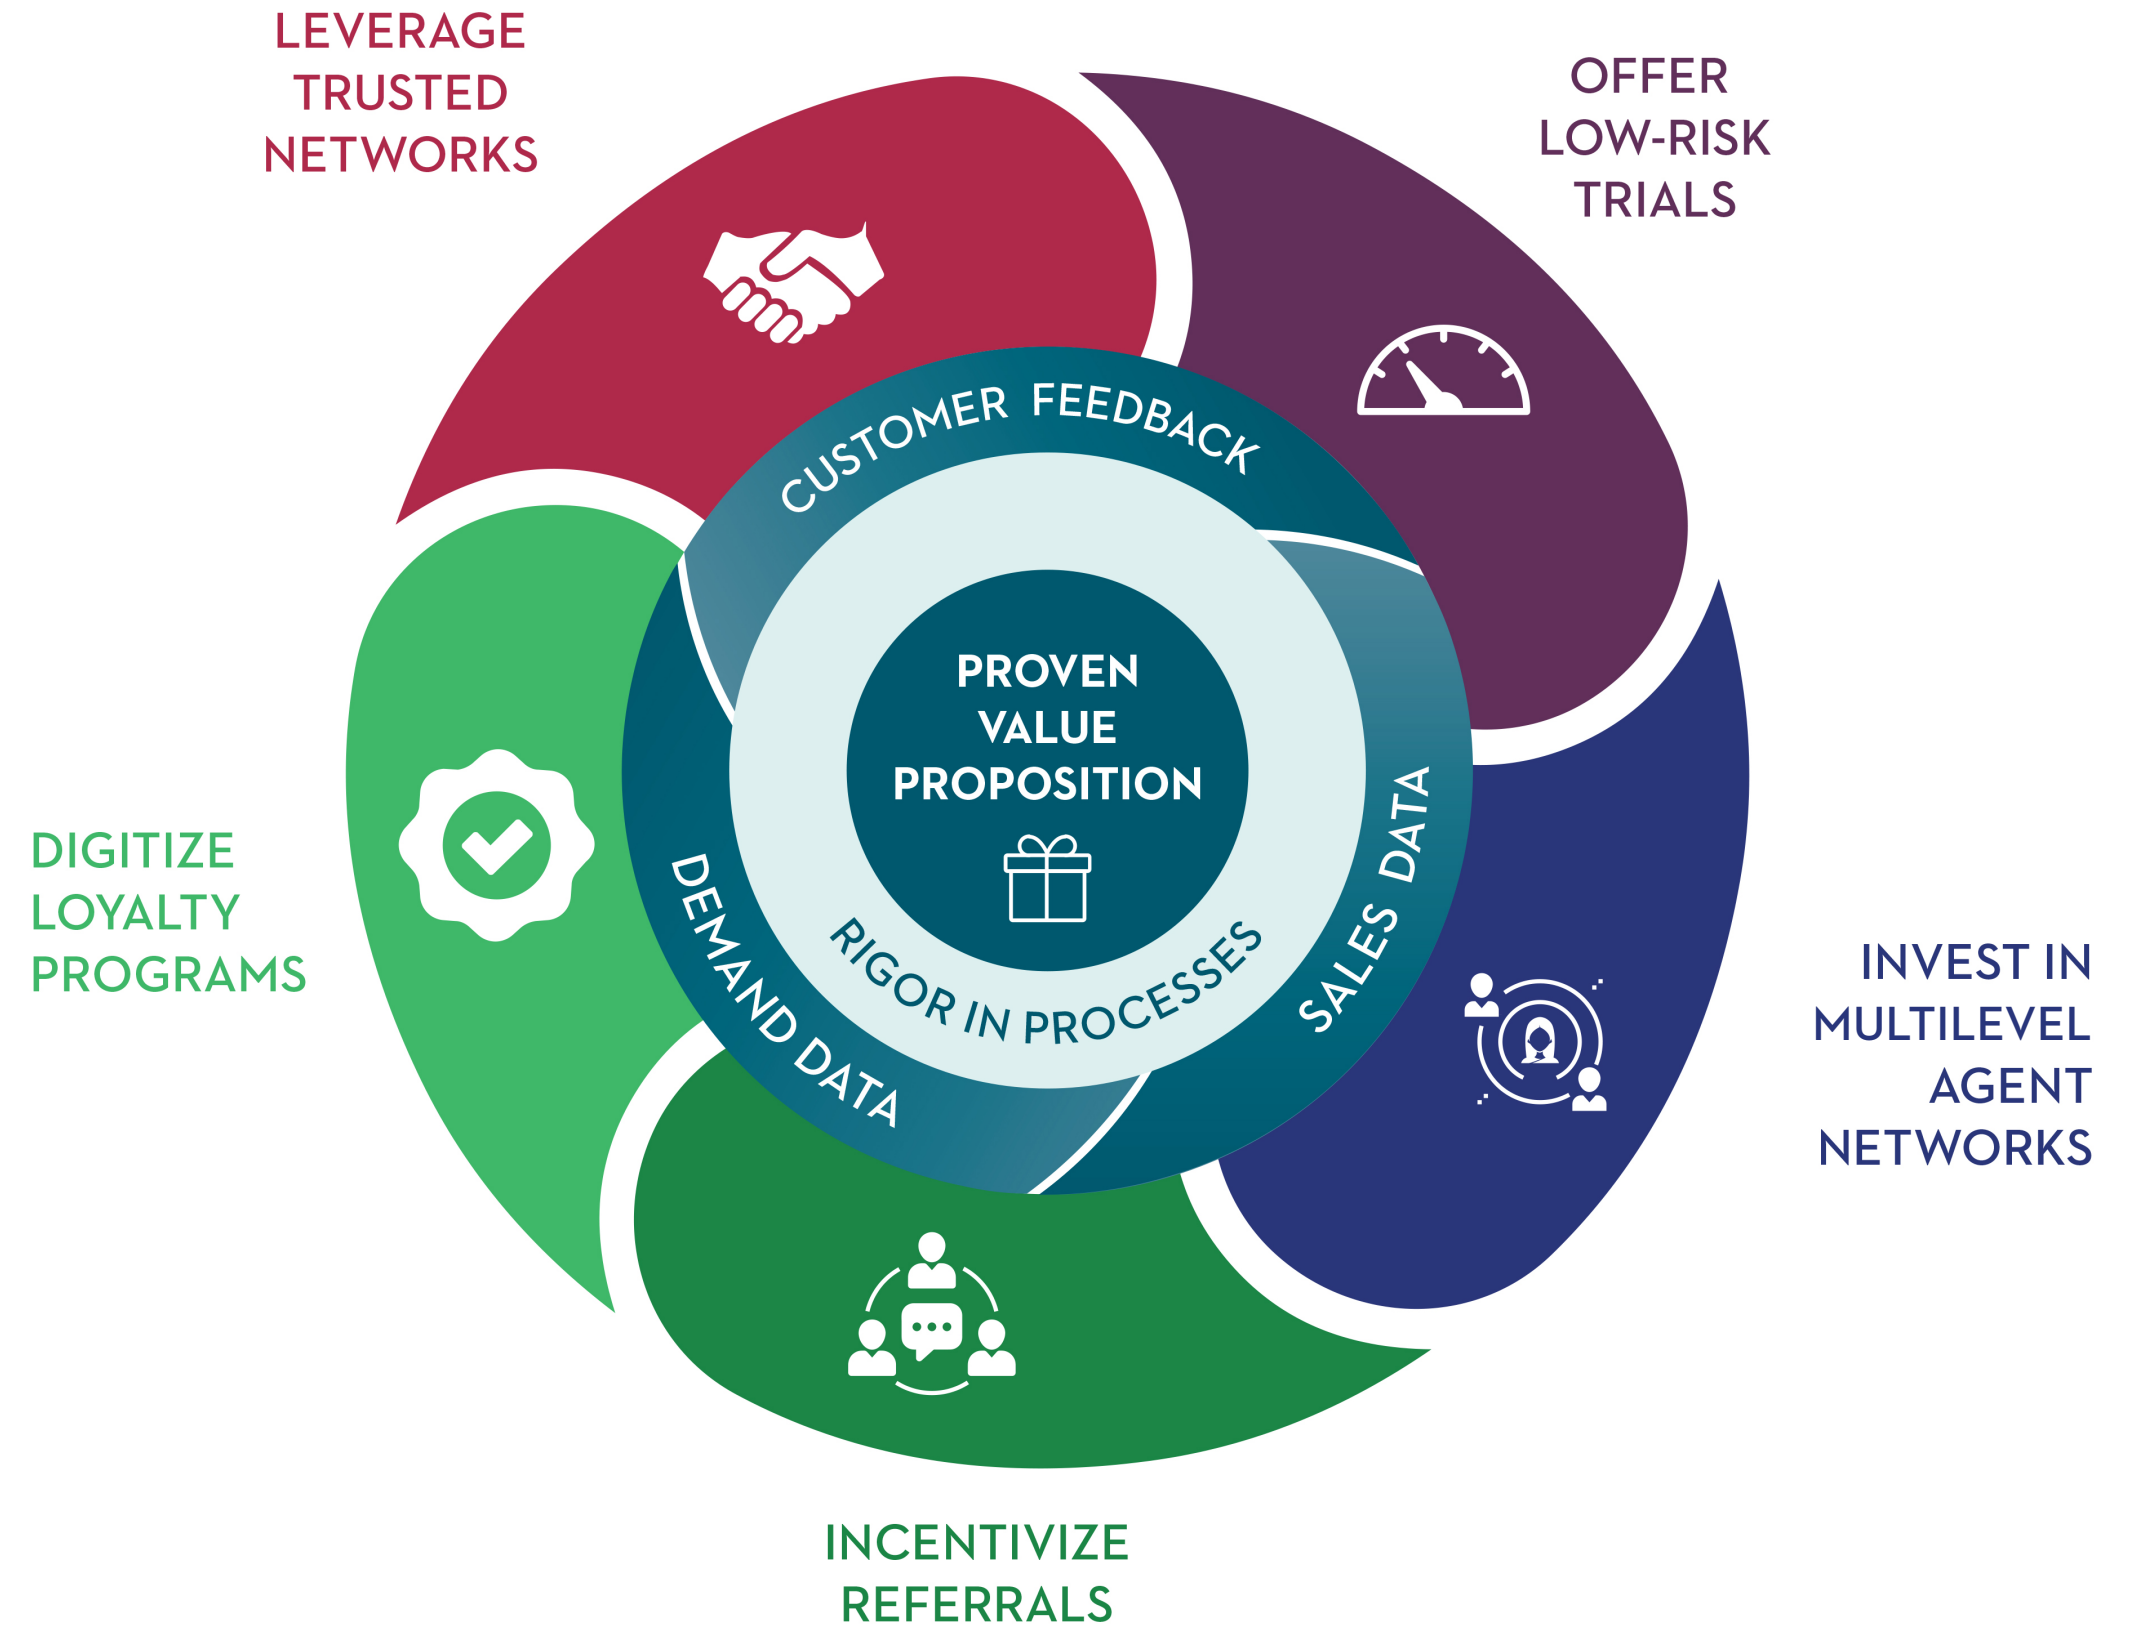 LEVERAGE
TRUSTED
NETWORKS
OFFER
LOW-RISK
TRIALS
CUSTOMER FEEDBACK
PROVEN
VALUE
PROPOSITION
RIGOR IN PROCESSES
SALES DATA
DEMAND DATA
DIGITIZE
LOYALTY
PROGRAMS
INVEST IN
MULTILEVEL
AGENT
NETWORKS
INCENTIVIZE
REFERRALS